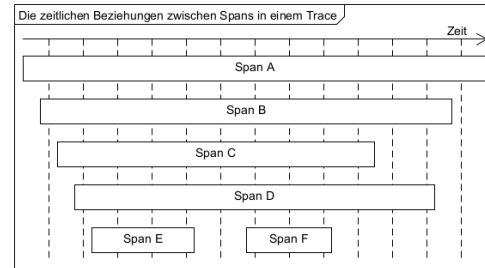 Die zeitlichen Beziehungen zwischen Spans in einem Trace
Zeit
Span A
Span B
Span C
Span D
Span E Span F